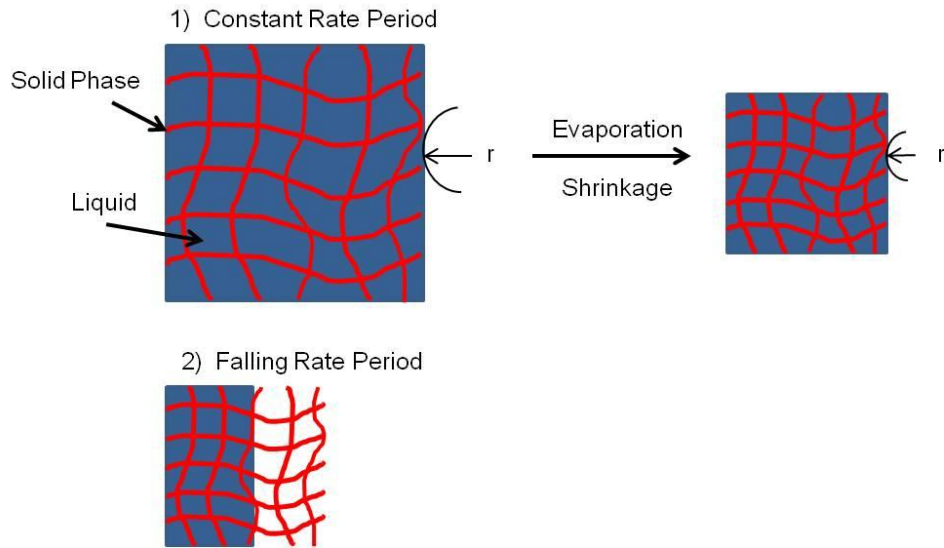 1) Constant Rate Period
Solid Phase
Liquid
r
Evaporation
Shrinkage
r
2) Falling Rate Period